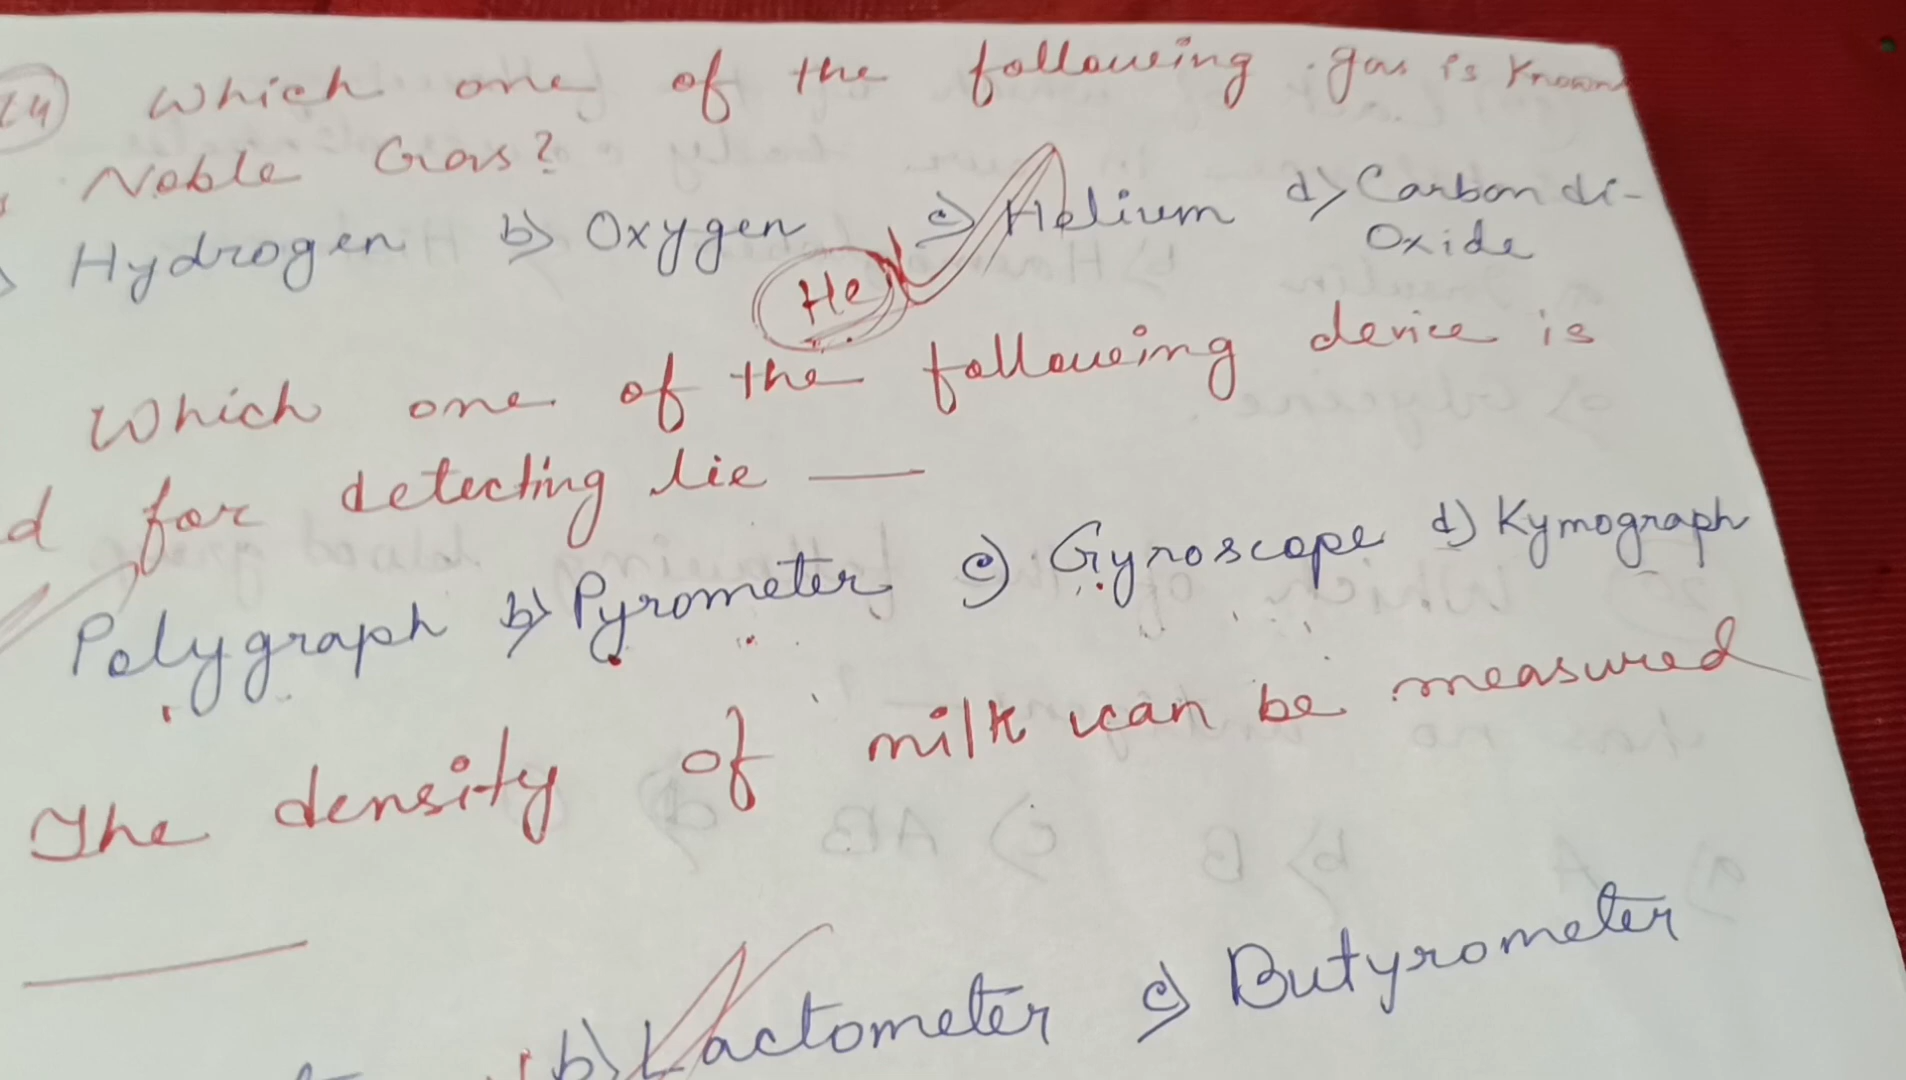 24) Which one of the following gas is known
Noble Gas?
Hydrogen b) Oxygen c) Helium d) Carbon di-
Oxide
He
Which one of the following device is
d for detecting lie —
Polygraph b) Pyrometer c) Gyroscope d) Kymograph
The density of milk can be measured
b) Lactometer c) Butyrometer